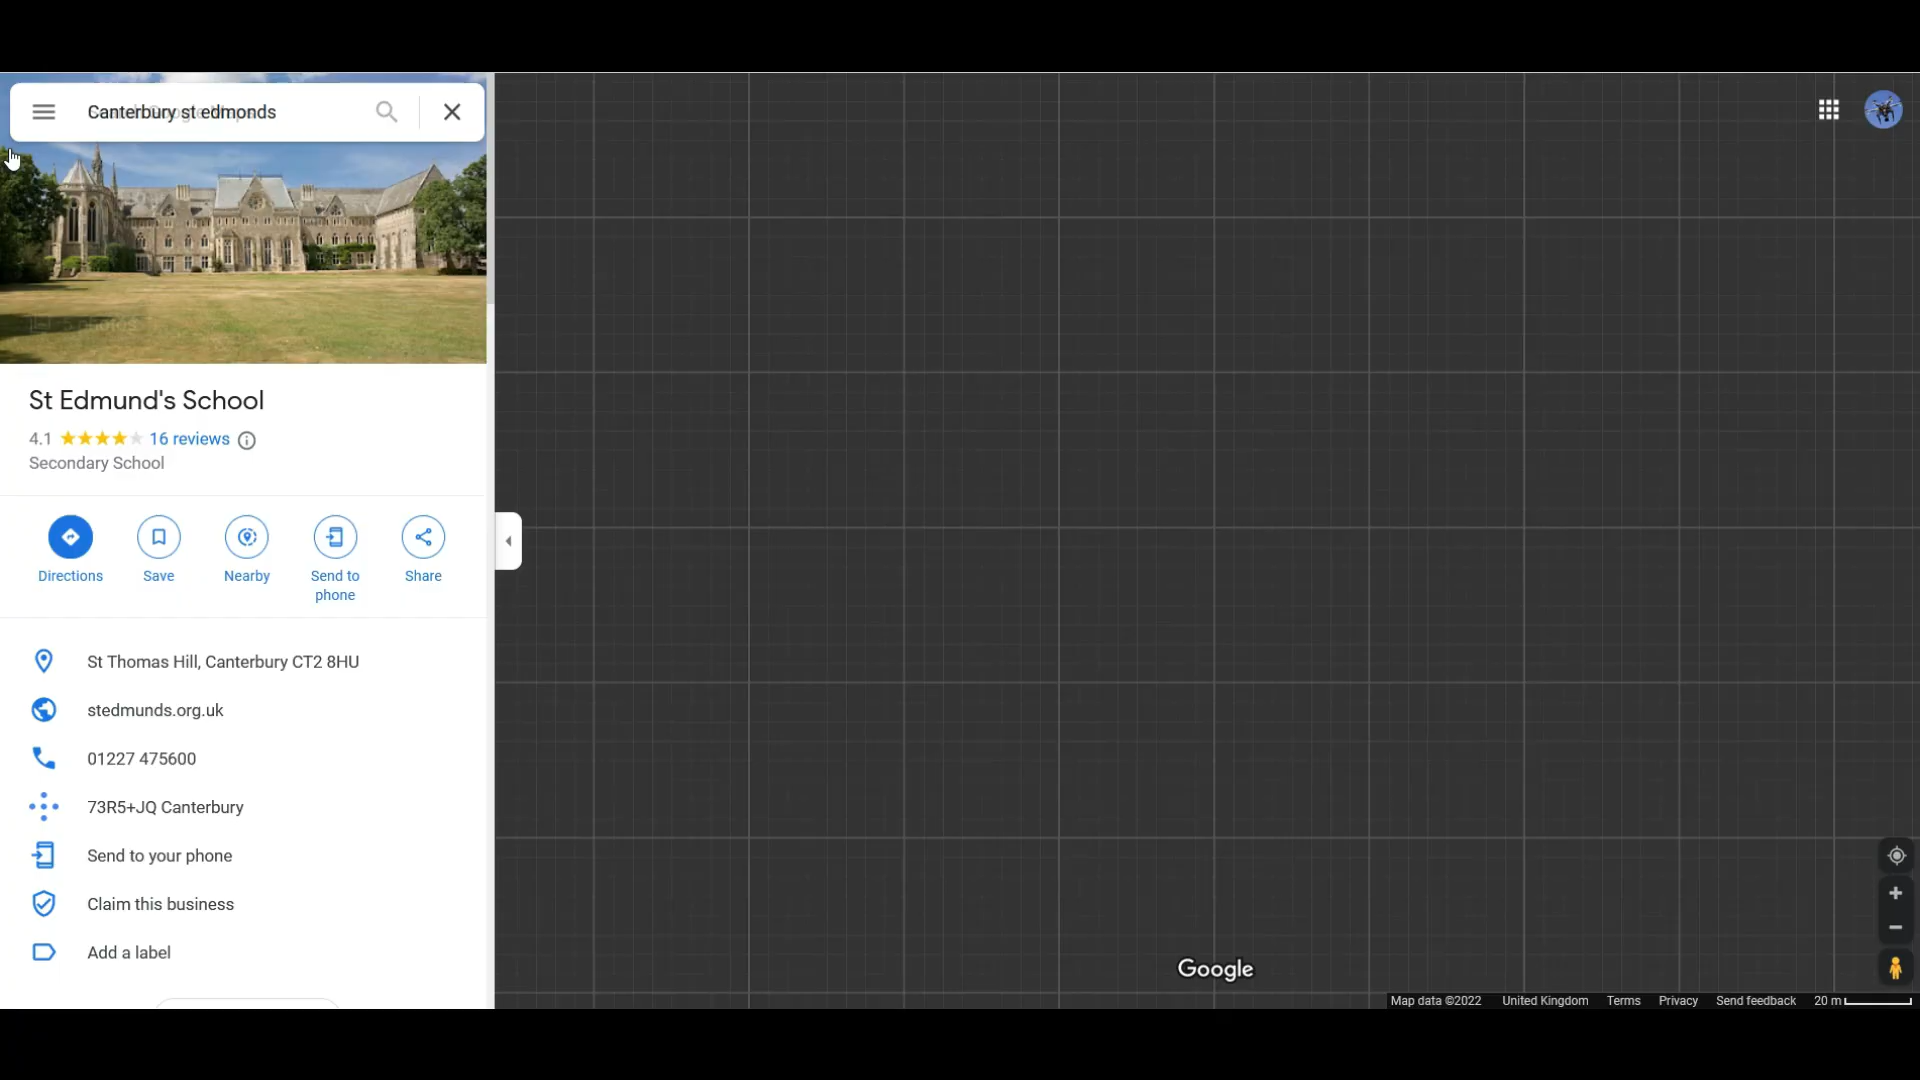 Canterbury st edmonds
5 photos
St Edmund's School
4.1 16 reviews
Secondary School
Directions
Save
Nearby
Send to
phone
Share
St Thomas Hill, Canterbury CT2 8HU
stedmunds.org.uk
01227 475600
73R5+JQ Canterbury
Send to your phone
Claim this business
Add a label
Google
Map data ©2022 United Kingdom Terms Privacy Send feedback 20 m